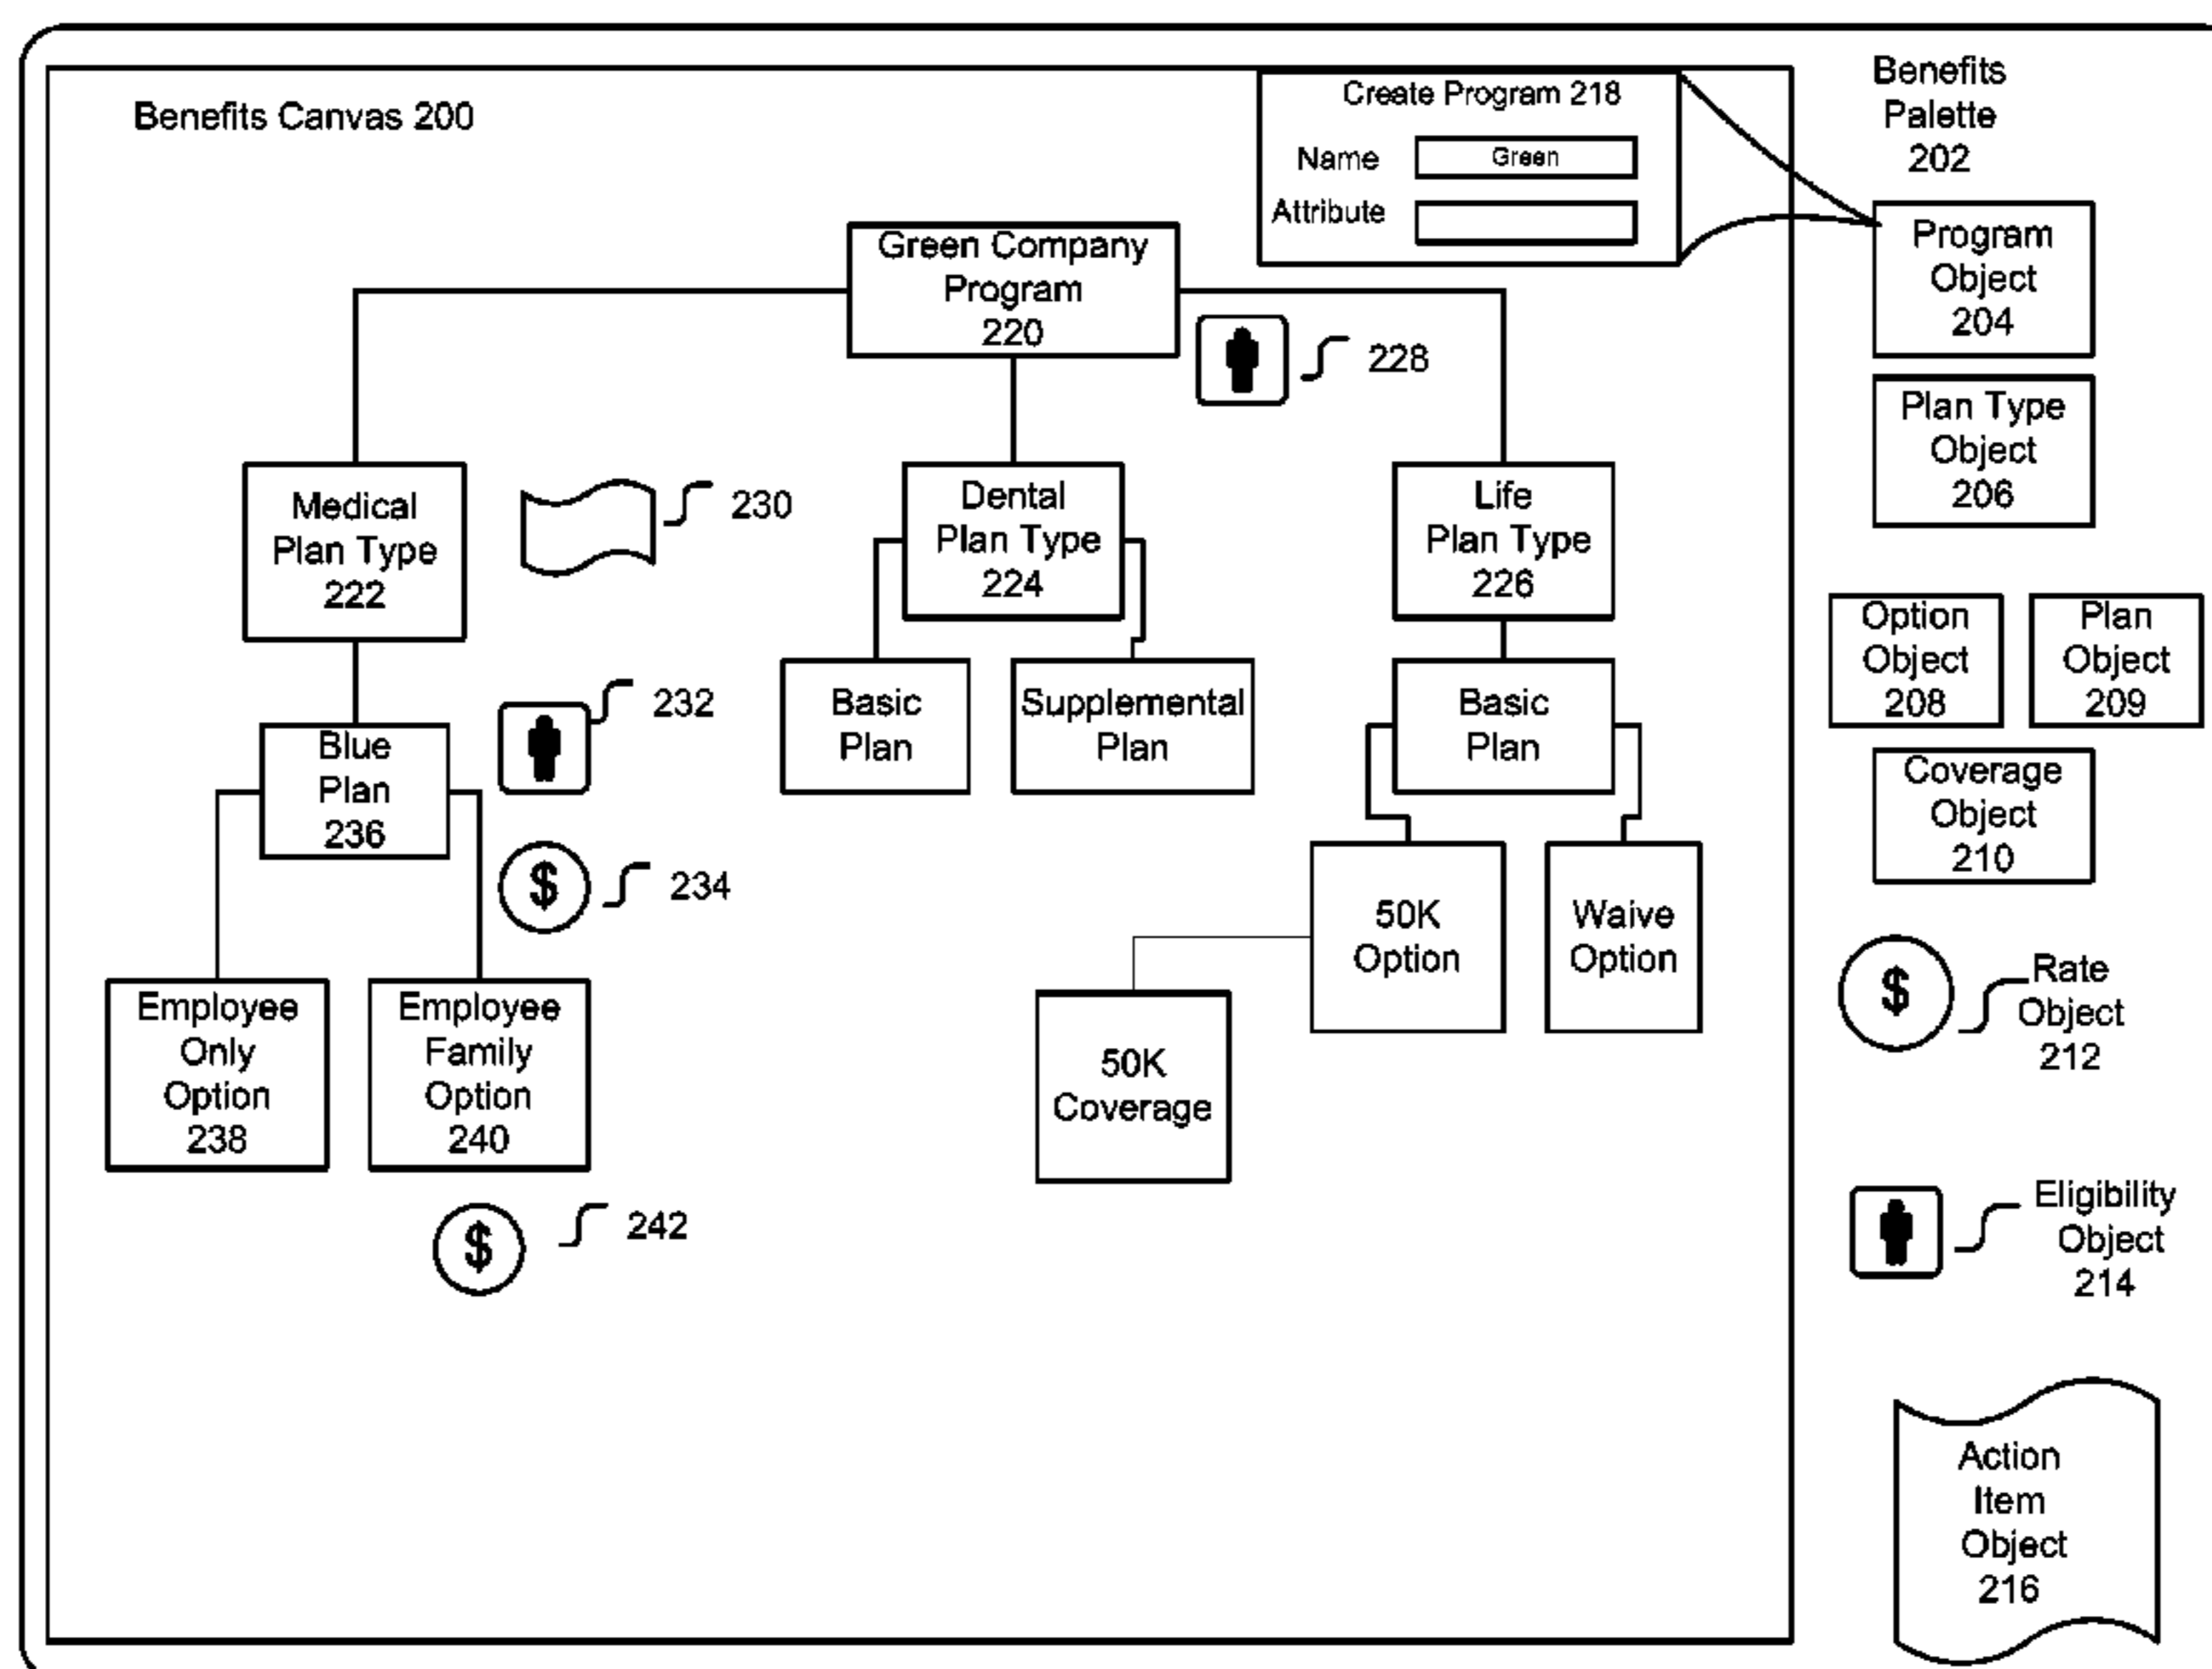 Benefits Canvas 200
Create Program 218
Name
Green
Attribute
Benefits
Palette
202
Green Company
Program
220
228
Program
Object
204
Plan Type
Object
206
Medical
Plan Type
222
230
Dental
Plan Type
224
Life
Plan Type
226
Option
Object
208
Plan
Object
209
Blue
Plan
236
232
Basic
Plan
Supplemental
Plan
Basic
Plan
Coverage
Object
210
$
234
50K
Option
Waive
Option
$
Rate
Object
212
Employee
Only
Option
238
Employee
Family
Option
240
50K
Coverage
$
242
Eligibility
Object
214
Action
Item
Object
216